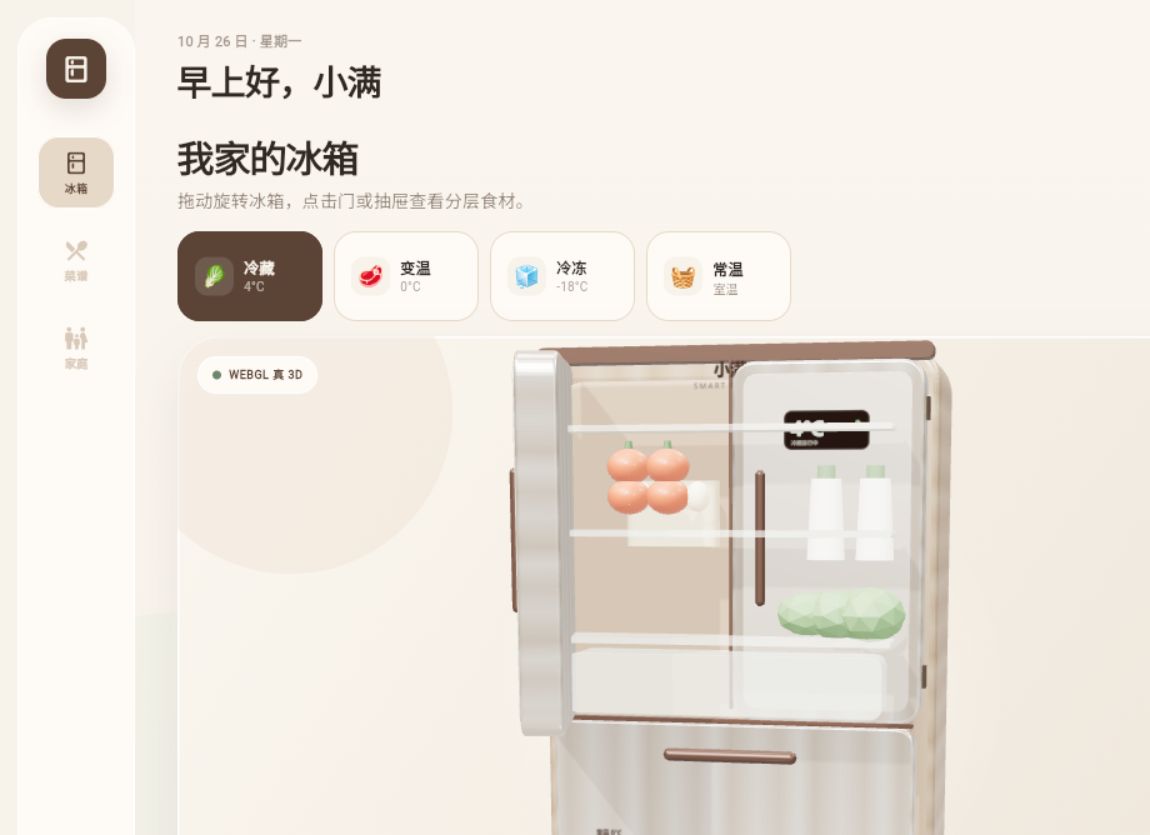 10 月 26 日 · 星期一
早上好，小满
我家的冰箱
拖动旋转冰箱，点击门或抽屉查看分层食材。
冰箱
菜谱
家庭
冷藏
4°C
变温
0°C
冷冻
-18°C
常温
室温
WEBGL 真 3D
小
SMART
4°C